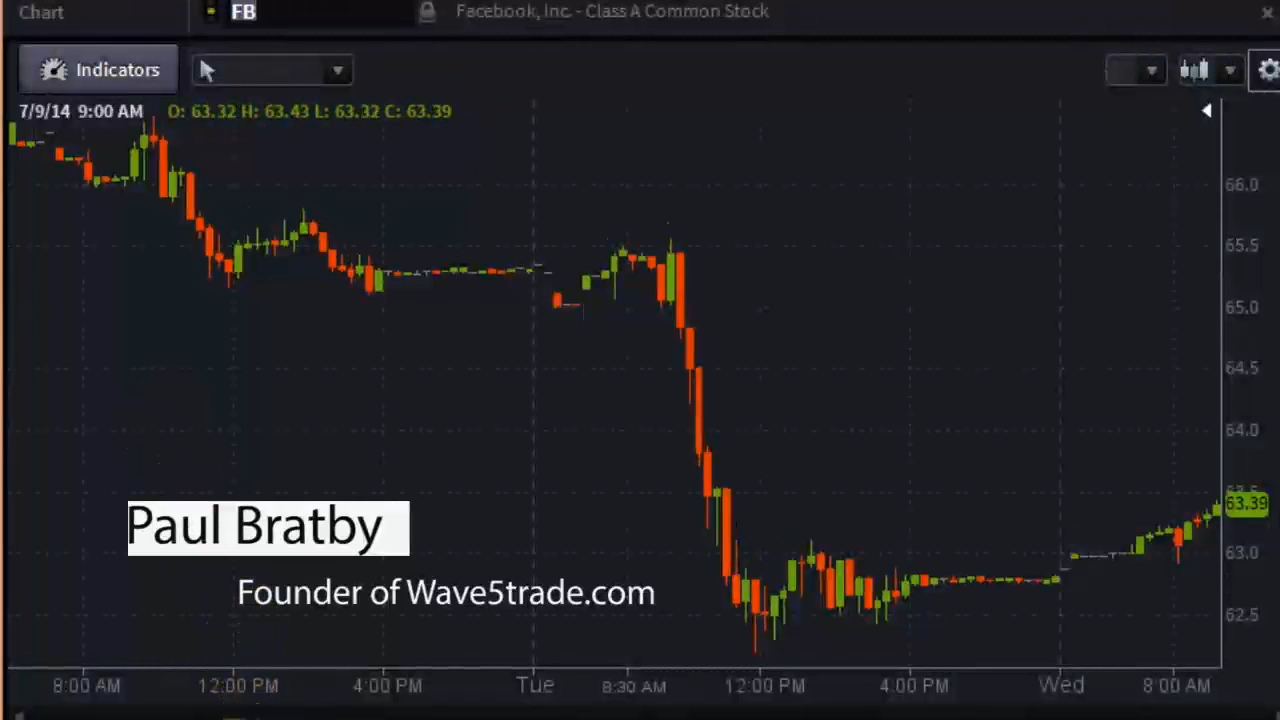 Chart FB Facebook, Inc. - Class A Common Stock
Indicators
7/9/14 9:00 AM O: 63.32 H: 63.43 L: 63.32 C: 63.39
66.0
65.5
65.0
64.5
64.0
63.5
63.39
63.0
62.5
Paul Bratby
Founder of Wave5trade.com
8:00 AM 12:00 PM 4:00 PM Tue 8:30 AM 12:00 PM 4:00 PM Wed 8:00 AM